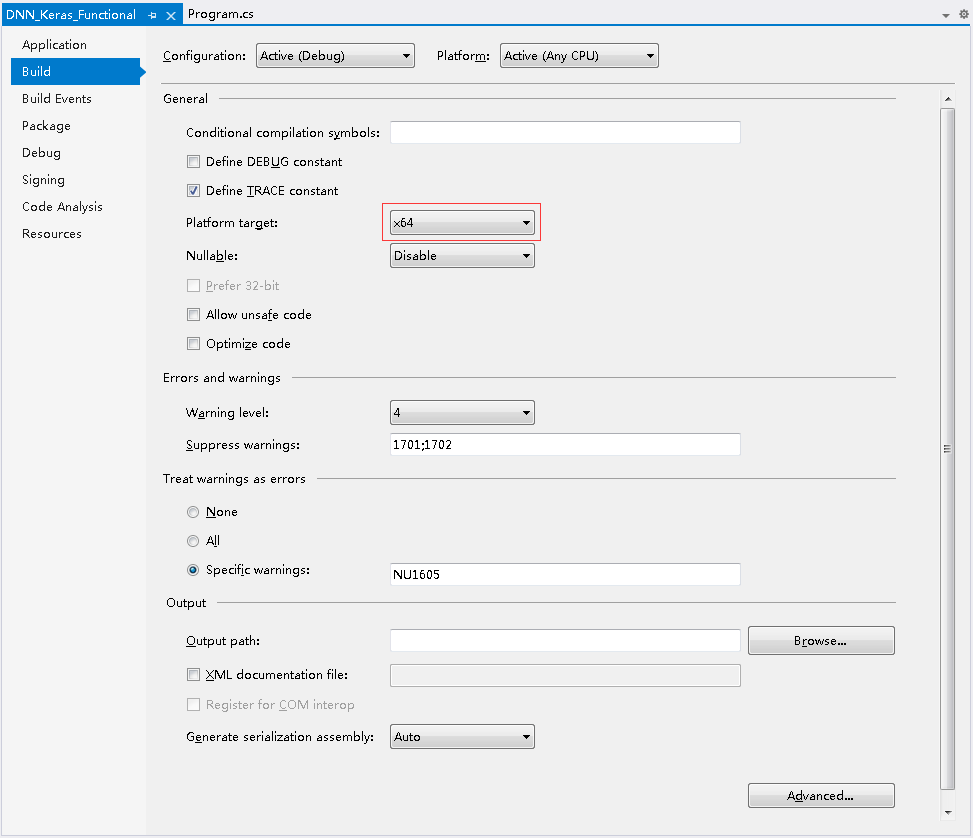 DNN_Keras_Functional Program.cs
Application
Build
Build Events
Package
Debug
Signing
Code Analysis
Resources
Configuration: Active (Debug) Platform: Active (Any CPU)
General
Conditional compilation symbols:
Define DEBUG constant
Define TRACE constant
Platform target: x64
Nullable: Disable
Prefer 32-bit
Allow unsafe code
Optimize code
Errors and warnings
Warning level: 4
Suppress warnings: 1701;1702
Treat warnings as errors
None
All
Specific warnings: NU1605
Output
Output path: Browse...
XML documentation file:
Register for COM interop
Generate serialization assembly: Auto
Advanced...